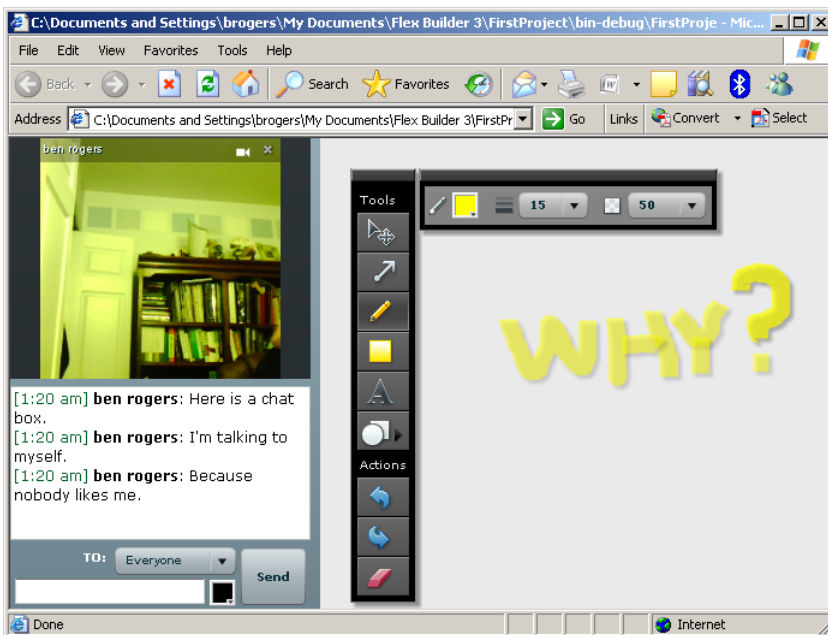 C:\Documents and Settings\brogers\My Documents\Flex Builder 3\FirstProject\bin-debug\FirstProje - Mic...
File Edit View Favorites Tools Help
Back Search Favorites
Address C:\Documents and Settings\brogers\My Documents\Flex Builder 3\FirstPr Go Links Convert Select
ben rogers
Tools
15 50
WHY?
[1:20 am] ben rogers: Here is a chat
box.
[1:20 am] ben rogers: I'm talking to
myself.
[1:20 am] ben rogers: Because
nobody likes me.
A
Actions
TO: Everyone
Send
Done Internet